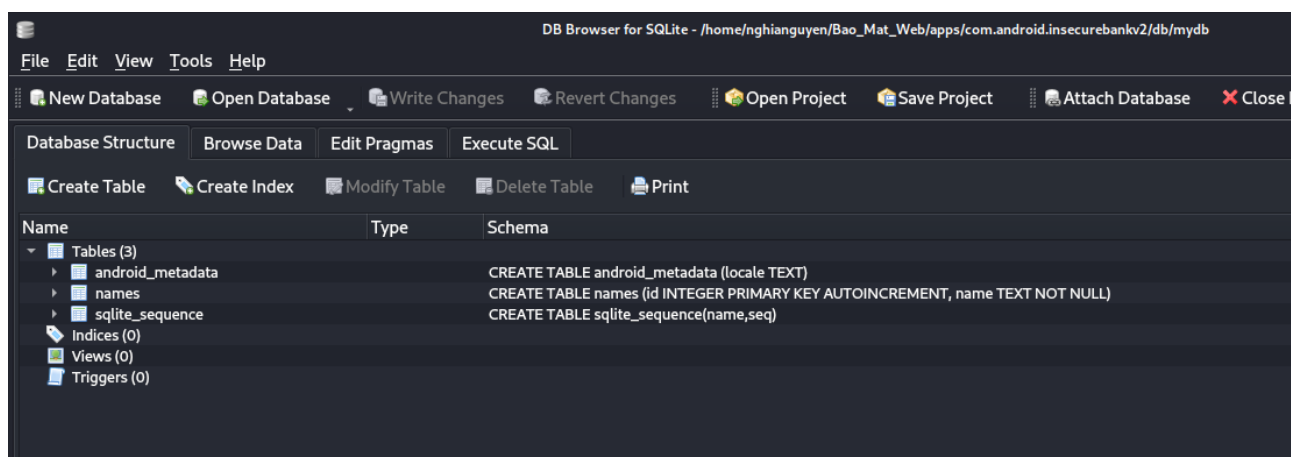 DB Browser for SQLite - /home/nghianguyen/Bao_Mat_Web/apps/com.android.insecurebankv2/db/mydb
File Edit View Tools Help
New Database Open Database Write Changes Revert Changes Open Project Save Project Attach Database Close
Database Structure Browse Data Edit Pragmas Execute SQL
Create Table Create Index Modify Table Delete Table Print
Name Type Schema
Tables (3)
android_metadata CREATE TABLE android_metadata (locale TEXT)
names CREATE TABLE names (id INTEGER PRIMARY KEY AUTOINCREMENT, name TEXT NOT NULL)
sqlite_sequence CREATE TABLE sqlite_sequence(name,seq)
Indices (0)
Views (0)
Triggers (0)